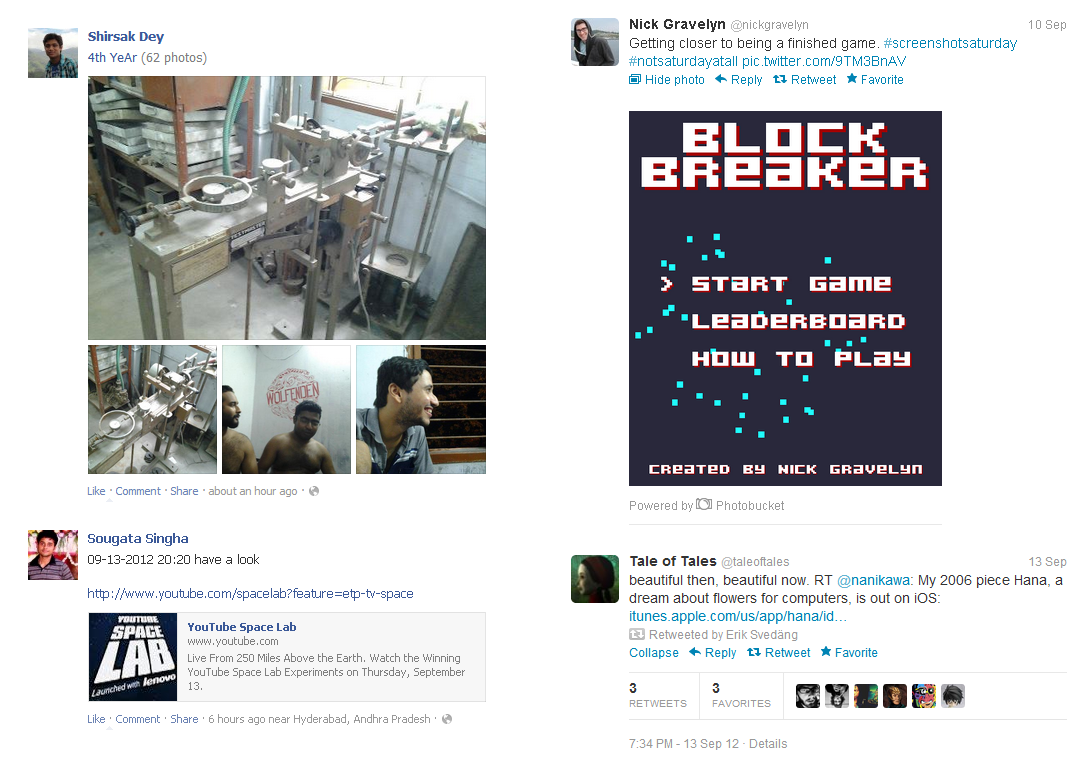 Shirsak Dey
4th YeAr (62 photos)
WOLFENDEN
Like · Comment · Share · about an hour ago ·
Sougata Singha
09-13-2012 20:20 have a look
http://www.youtube.com/spacelab?feature=etp-tv-space
YOUTUBE
SPACE
LAB
Launched with lenovo
YouTube Space Lab
www.youtube.com
Live From 250 Miles Above the Earth. Watch the Winning
YouTube Space Lab Experiments on Thursday, September
13.
Like · Comment · Share · 6 hours ago near Hyderabad, Andhra Pradesh ·
Nick Gravelyn @nickgravelyn 10 Sep
Getting closer to being a finished game. #screenshotsaturday
#notsaturdayatall pic.twitter.com/9TM3BnAV
Hide photo Reply Retweet Favorite
BLOCK
BREAKER
> START GAME
LEADERBOARD
HOW TO PLAY
CREATED BY NICK GRAVELYN
Powered by Photobucket
Tale of Tales @taleoftales 13 Sep
beautiful then, beautiful now. RT @nanikawa: My 2006 piece Hana, a
dream about flowers for computers, is out on iOS:
itunes.apple.com/us/app/hana/id...
Retweeted by Erik Svedäng
Collapse Reply Retweet Favorite
3 3
RETWEETS FAVORITES
7:34 PM - 13 Sep 12 · Details